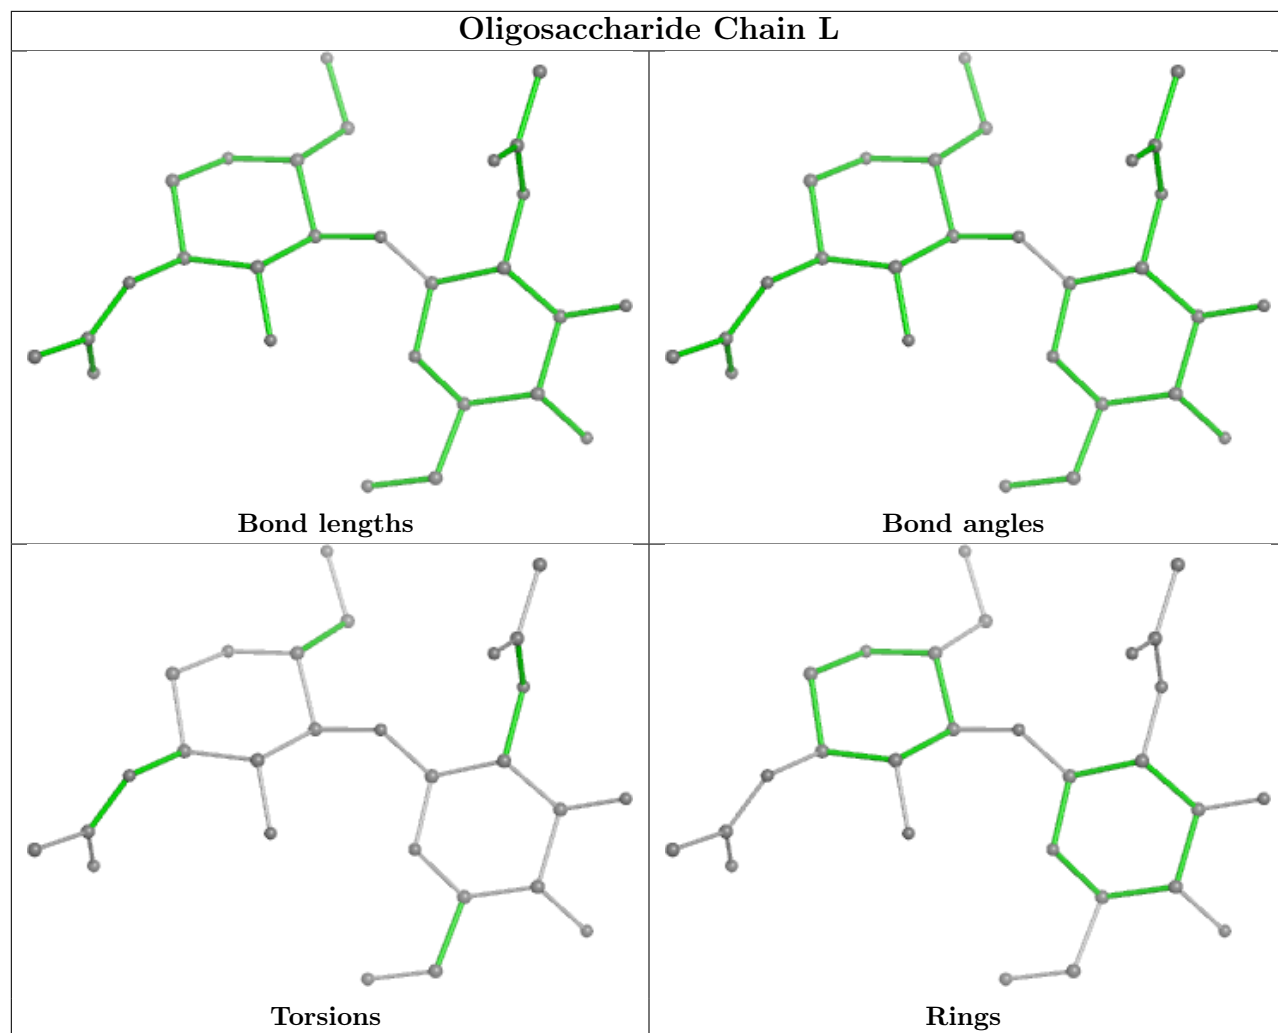 Oligosaccharide Chain L
Bond lengths
Bond angles
Torsions
Rings